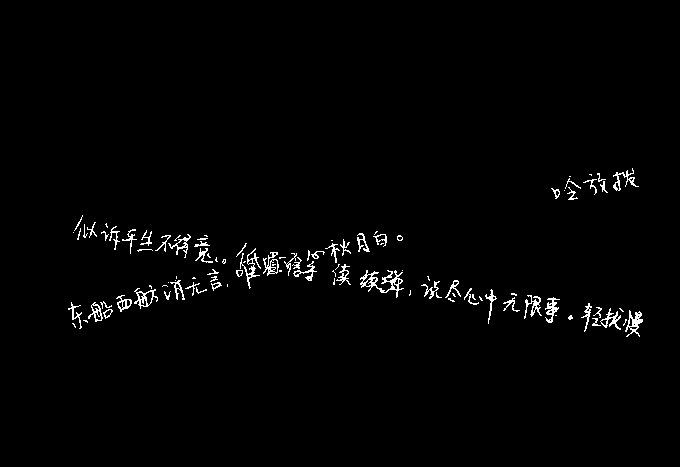 吟放拨
似诉平生不得意。低眉信手续续弹,说尽心中无限事。轻拢慢
东船西舫悄无言,唯见江心秋月白。